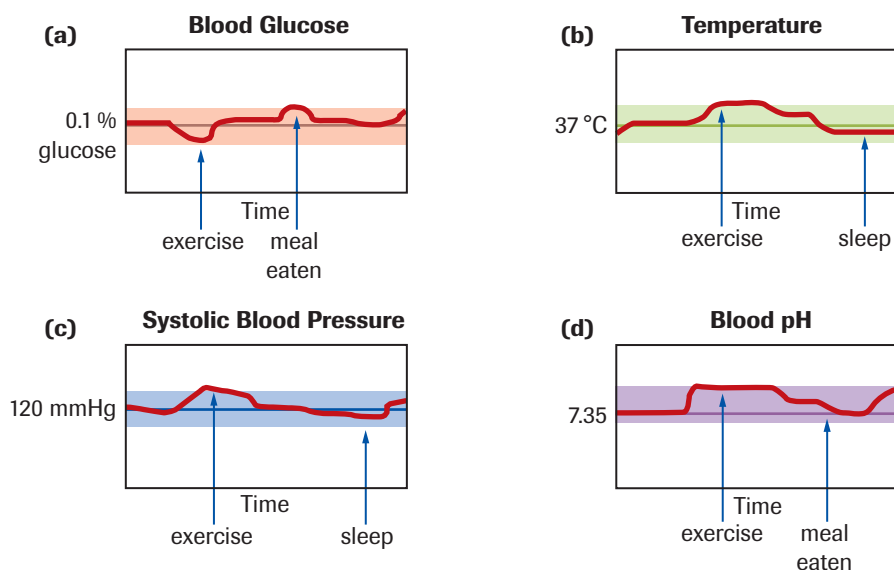 (a)
Blood Glucose
0.1 %
glucose
Time
exercise
meal
eaten
(b)
Temperature
37 °C
Time
exercise
sleep
(c)
Systolic Blood Pressure
120 mmHg
Time
exercise
sleep
(d)
Blood pH
7.35
Time
exercise
meal
eaten